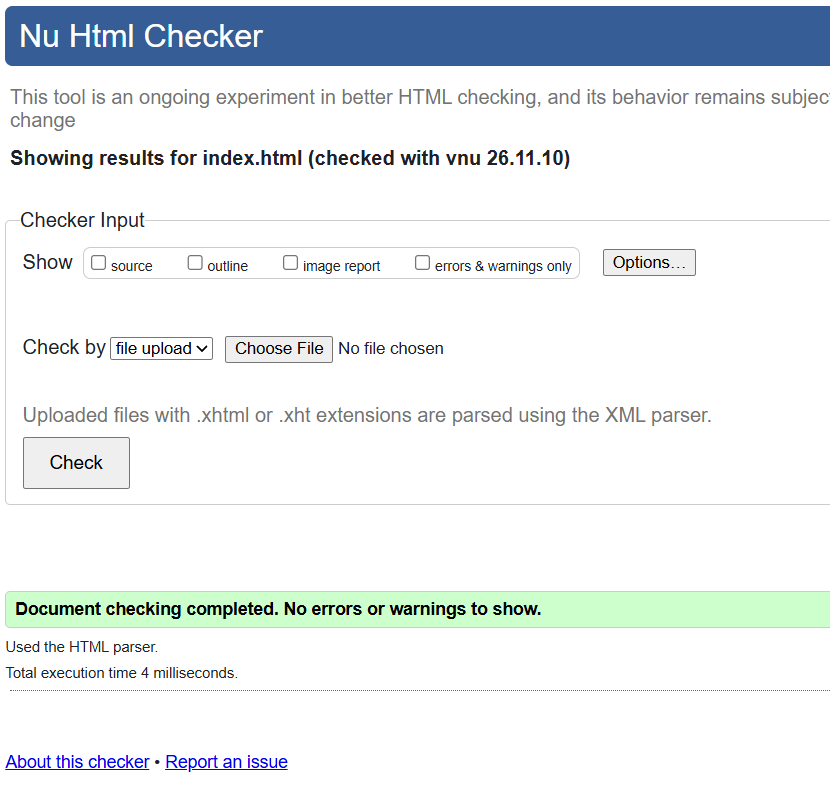 Nu Html Checker
This tool is an ongoing experiment in better HTML checking, and its behavior remains subject
change
Showing results for index.html (checked with vnu 26.11.10)
Checker Input
Show source outline image report errors & warnings only Options…
Check by file upload Choose File No file chosen
Uploaded files with .xhtml or .xht extensions are parsed using the XML parser.
Check
Document checking completed. No errors or warnings to show.
Used the HTML parser.
Total execution time 4 milliseconds.
About this checker • Report an issue